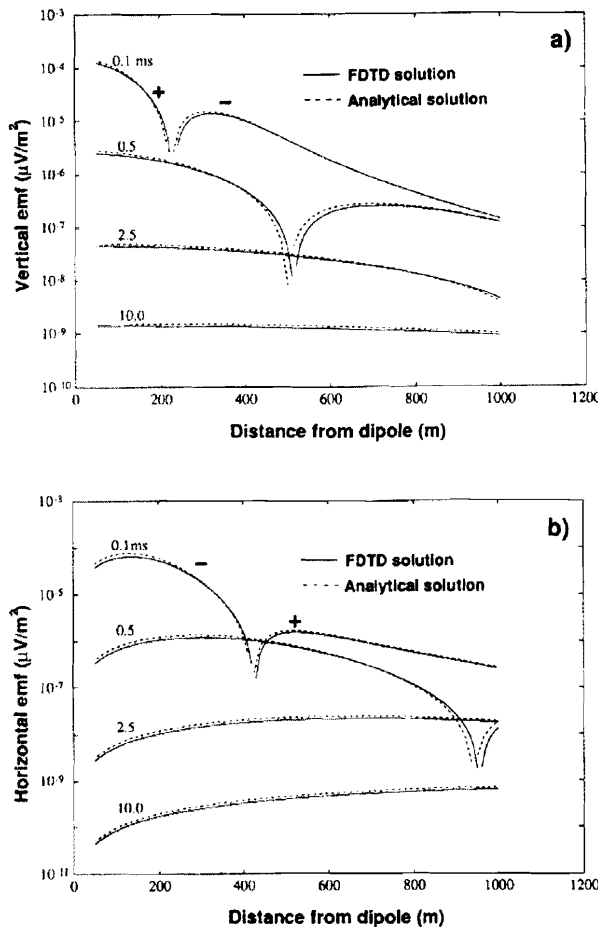 10⁻³
a)
0.1 ms
FDTD solution
10⁻⁴
Analytical solution
+
−
10⁻⁵
Vertical emf (μV/m²)
0.5
10⁻⁶
10⁻⁷
2.5
10⁻⁸
10.0
10⁻⁹
10⁻¹⁰
0 200 400 600 800 1000 1200
Distance from dipole (m)
10⁻³
b)
0.1ms
−
FDTD solution
Analytical solution
10⁻⁵
+
Horizontal emf (μV/m²)
0.5
10⁻⁷
2.5
10⁻⁹
10.0
10⁻¹¹
0 200 400 600 800 1000 1200
Distance from dipole (m)